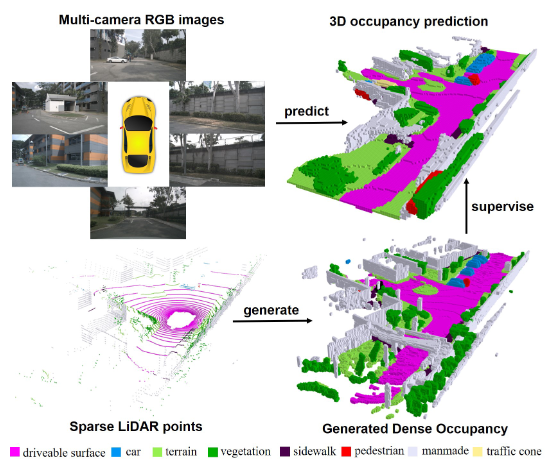 Multi-camera RGB images
3D occupancy prediction
predict
supervise
generate
Sparse LiDAR points
Generated Dense Occupancy
driveable surface car terrain vegetation sidewalk pedestrian manmade traffic cone